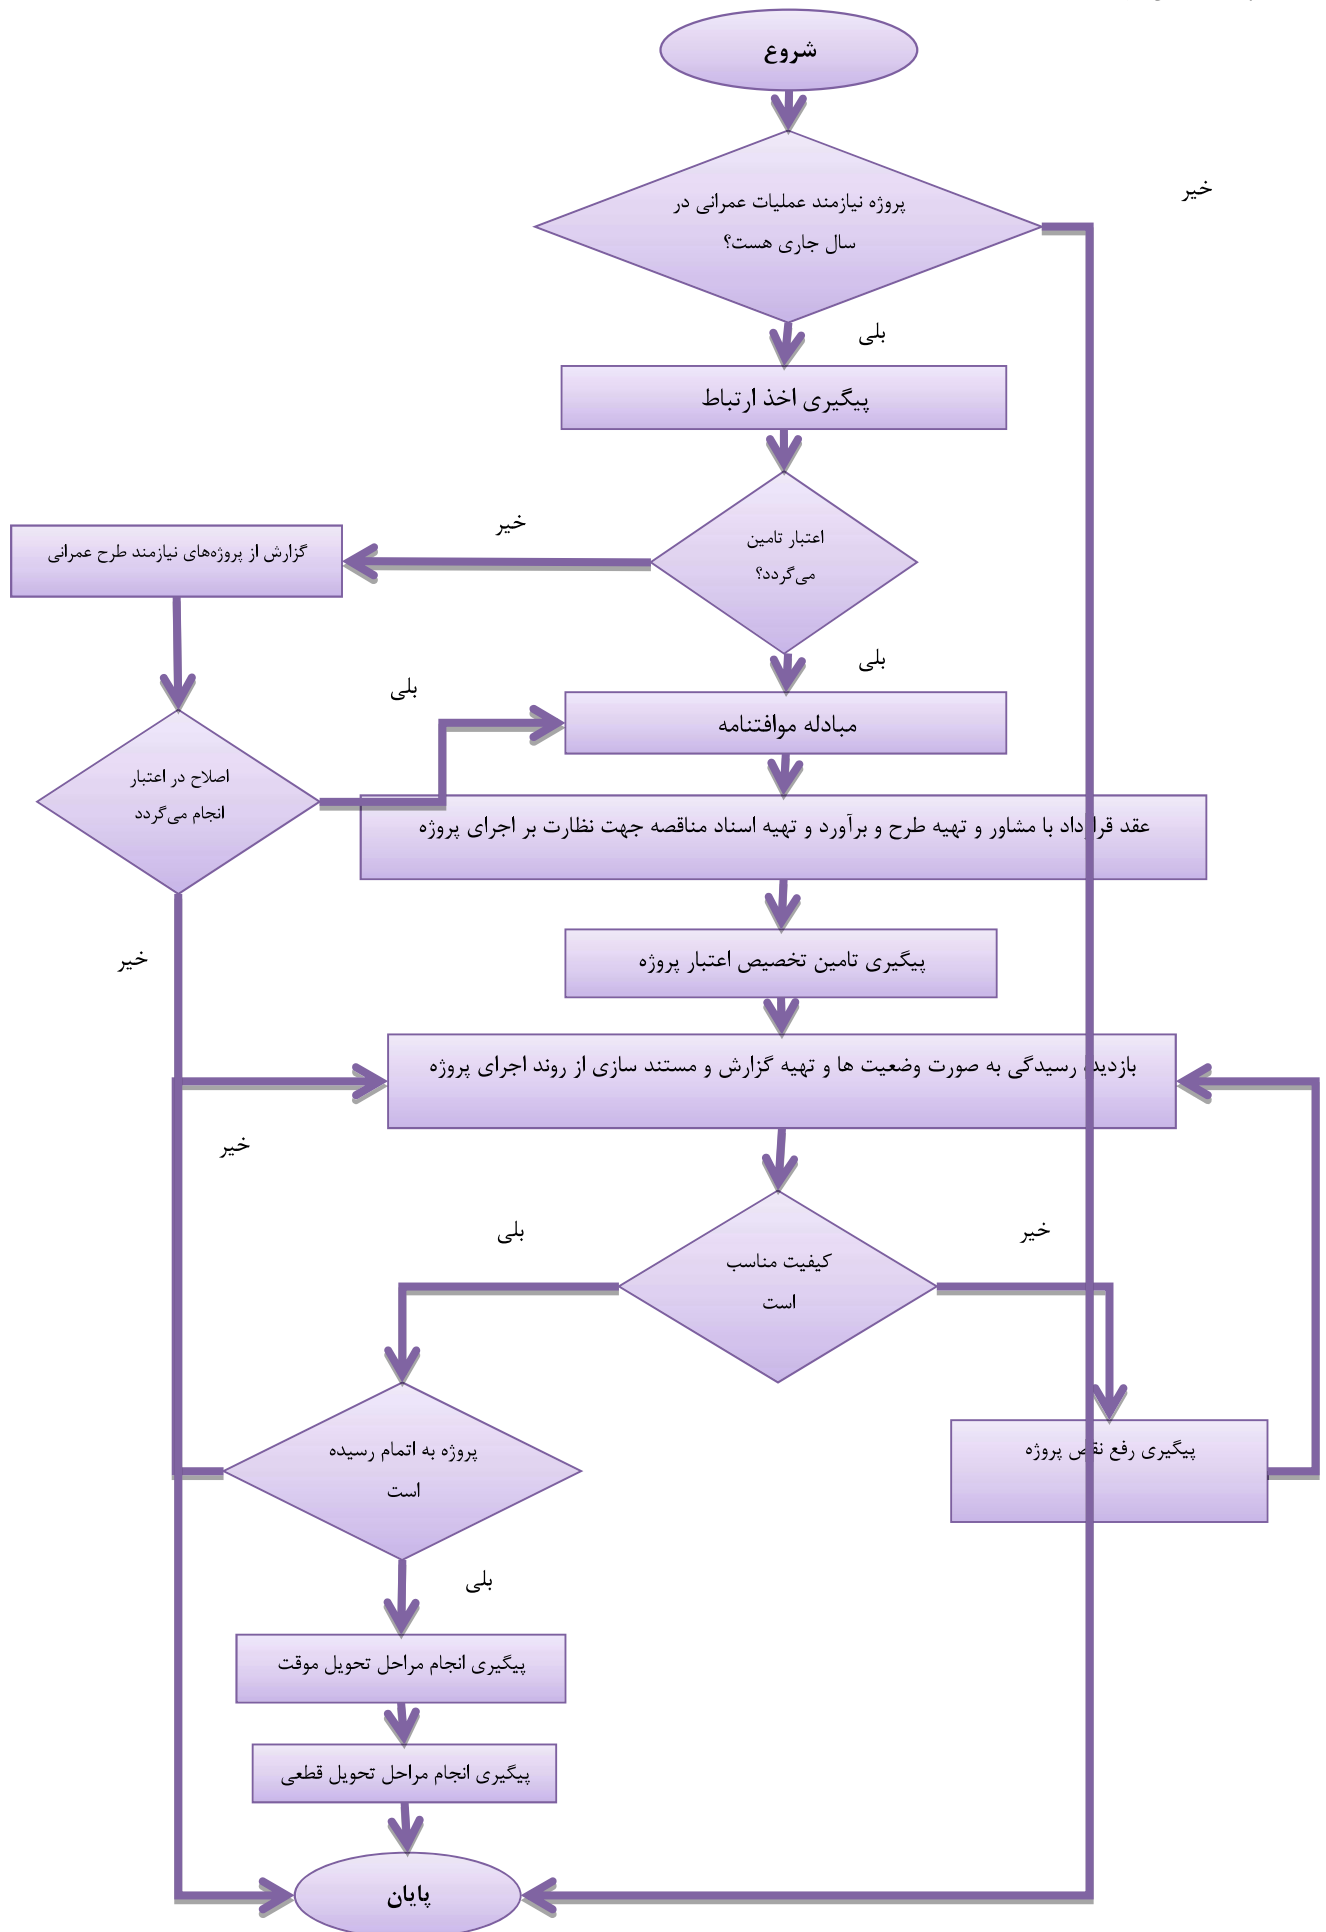 شروع
خیر
پروژه نیازمند عملیات عمرانی در
سال جاری هست؟
بلی
پیگیری اخذ ارتباط
خیر
اعتبار تامین
می‌گردد؟
گزارش از پروژه‌های نیازمند طرح عمرانی
بلی
بلی
مبادله موافتنامه
اصلاح در اعتبار
انجام می‌گردد
عقد قرارداد با مشاور و تهیه طرح و برآورد و تهیه اسناد مناقصه جهت نظارت بر اجرای پروژه
خیر
پیگیری تامین تخصیص اعتبار پروژه
بازدید، رسیدگی به صورت وضعیت ها و تهیه گزارش و مستند سازی از روند اجرای پروژه
خیر
خیر
بلی
کیفیت مناسب
است
پیگیری رفع نقص پروژه
پروژه به اتمام رسیده
است
بلی
پیگیری انجام مراحل تحویل موقت
پیگیری انجام مراحل تحویل قطعی
پایان